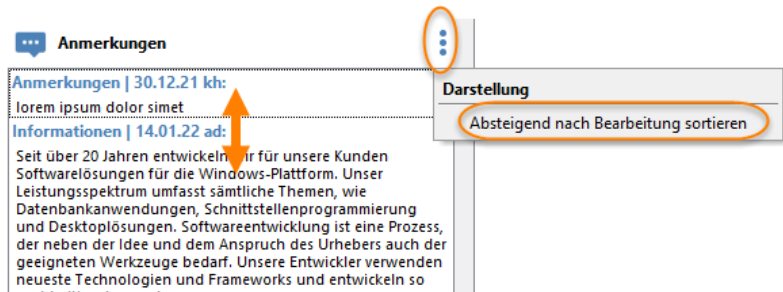 Anmerkungen
Anmerkungen | 30.12.21 kh:
lorem ipsum dolor simet
Informationen | 14.01.22 ad:
Seit über 20 Jahren entwickeln wir für unsere Kunden
Softwarelösungen für die Windows-Plattform. Unser
Leistungsspektrum umfasst sämtliche Themen, wie
Datenbankanwendungen, Schnittstellenprogrammierung
und Desktoplösungen. Softwareentwicklung ist eine Prozess,
der neben der Idee und dem Anspruch des Urhebers auch der
geeigneten Werkzeuge bedarf. Unsere Entwickler verwenden
neueste Technologien und Frameworks und entwickeln so
Darstellung
Absteigend nach Bearbeitung sortieren